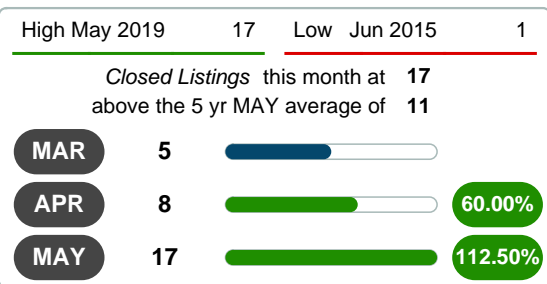 High May 2019 17 Low Jun 2015 1
Closed Listings this month at 17
above the 5 yr MAY average of 11
MAR 5
APR 8 60.00%
MAY 17 112.50%